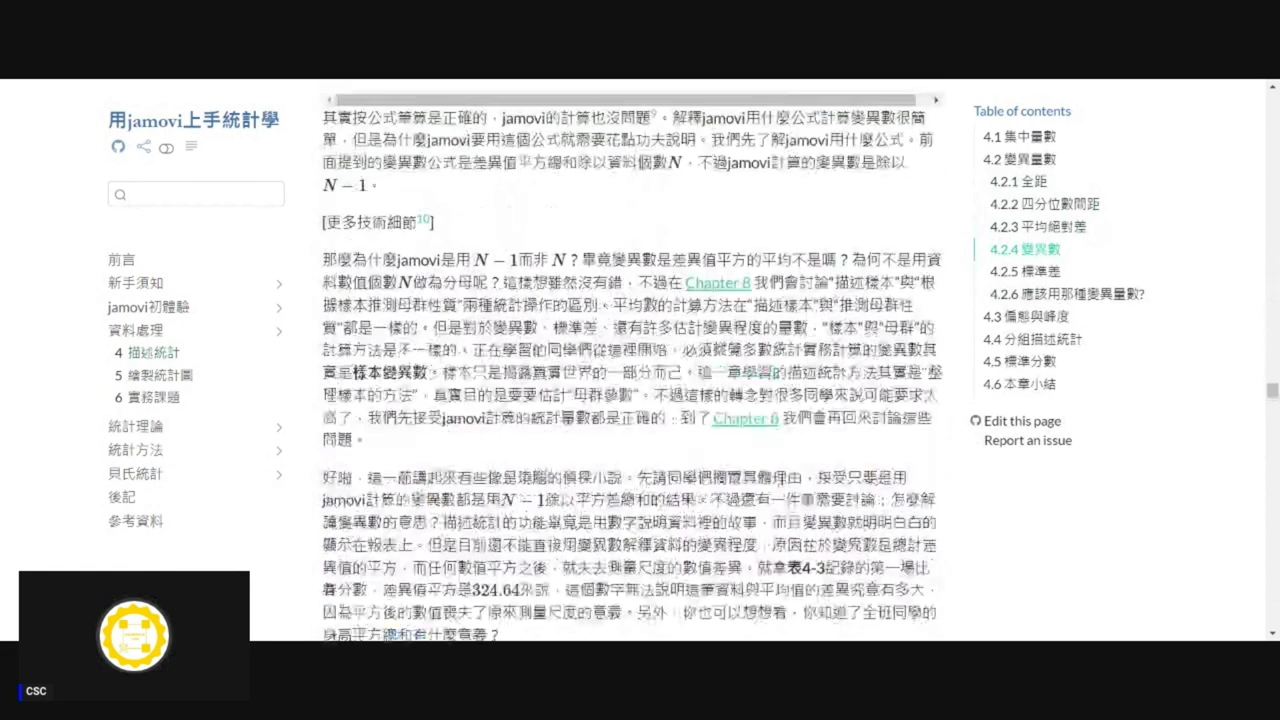 用jamovi上手統計學
前言
新手須知
jamovi初體驗
資料處理
4 描述統計
5 繪製統計圖
6 實務課題
統計理論
統計方法
貝氏統計
後記
參考資料
其實按公式筆算是正確的，jamovi的計算也沒問題⁹。解釋jamovi用什麼公式計算變異數很簡
單，但是為什麼jamovi要用這個公式就需要花點功夫說明。我們先了解jamovi用什麼公式。前
面提到的變異數公式是差異值平方總和除以資料個數N，不過jamovi計算的變異數是除以
N − 1。
[更多技術細節¹⁰]
那麼為什麼jamovi是用 N − 1而非 N？畢竟變異數是差異值平方的平均不是嗎？為何不是用資
料數值個數N做為分母呢？這樣想雖然沒有錯，不過在 Chapter 8 我們會討論“描述樣本”與“根
據樣本推測母群性質”兩種統計操作的區別。平均數的計算方法在“描述樣本”與“推測母群性
質”都是一樣的。但是對於變異數、標準差、還有許多估計變異程度的量數，“樣本”與“母群”的
計算方法是不一樣的。正在學習的同學們從這裡開始，必須 多數統計實務計算的變異數其
實是樣本變異數。樣本只是揭露真實世界的一部分而已。這一章學習的描述統計方法其實是“整
理樣本的方法”，真實目的是要估計“母群參數”。不過這樣的轉念對很多同學來說可能要求太
高了，我們先接受jamovi計算的統計量數都是正確的，到了 Chapter 8 我們會再回來討論這些
問題。
好啦，這一節讀起來有些像是燒腦的偵探小說。先請同學們擱置具體理由，接受只要是用
jamovi計算的變異數都是用N − 1除以平方差總和的結果。不過還有一件事需要討論：怎麼解
讀變異數的意思？描述統計的功能畢竟是用數字說明資料裡的故事，而且變異數就明明白白的
顯示在報表上。但是目前還不能直接用變異數解釋資料的變異程度，原因在於變異數是總計差
異值的平方，而任何數值平方之後，就失去測量尺度的數值差異。就拿表4-3記錄的第一場比
賽分數，差異值平方是324.64來說，這個數字無法說明這筆資料與平均值的差異究竟有多大，
因為平方後的數值喪失了原來測量尺度的意義。另外，你也可以想想看，你知道了全班同學的
身高平方總和有什麼意義？
Table of contents
4.1 集中量數
4.2 變異量數
4.2.1 全距
4.2.2 四分位數間距
4.2.3 平均絕對差
4.2.4 變異數
4.2.5 標準差
4.2.6 應該用那種變異量數?
4.3 偏態與峰度
4.4 分組描述統計
4.5 標準分數
4.6 本章小結
Edit this page
Report an issue
CSC